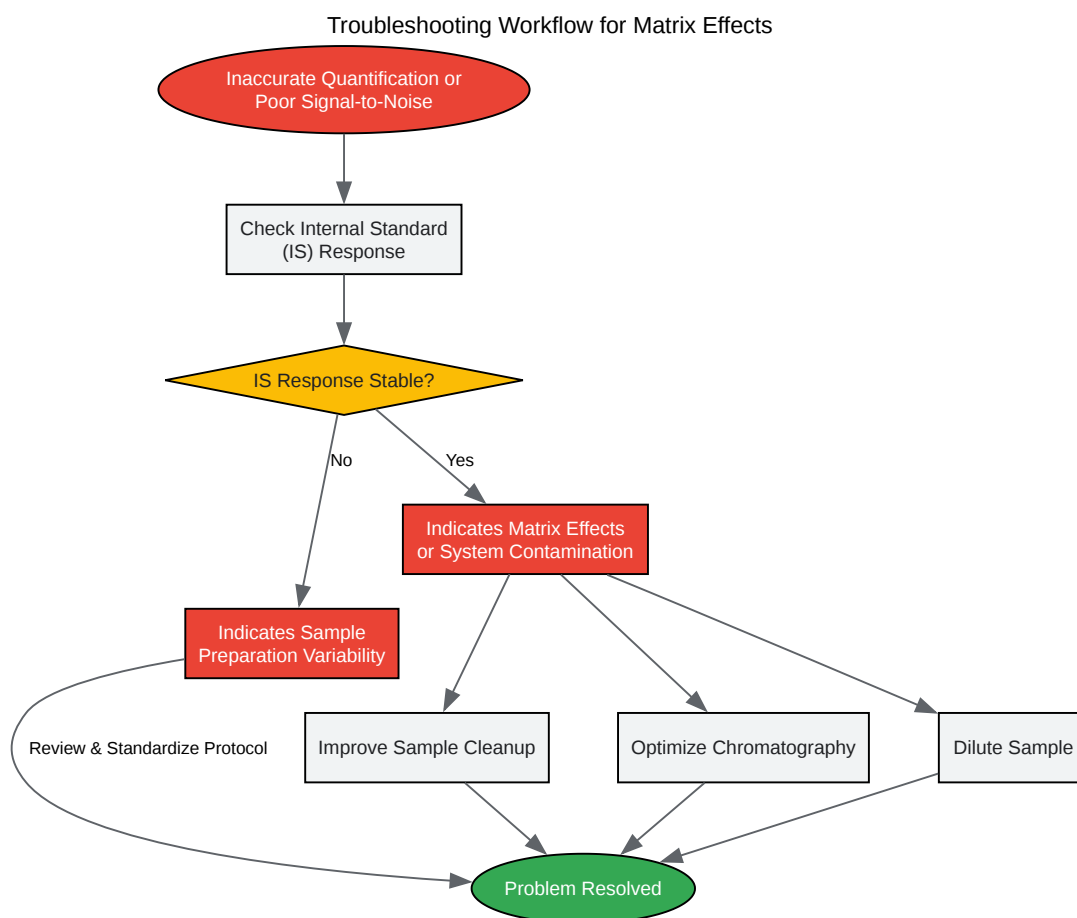 Troubleshooting Workflow for Matrix Effects
Inaccurate Quantification or
Poor Signal-to-Noise
Check Internal Standard
(IS) Response
IS Response Stable?
No
Yes
Indicates Matrix Effects
or System Contamination
Indicates Sample
Preparation Variability
Review & Standardize Protocol
Improve Sample Cleanup
Optimize Chromatography
Dilute Sample
Problem Resolved